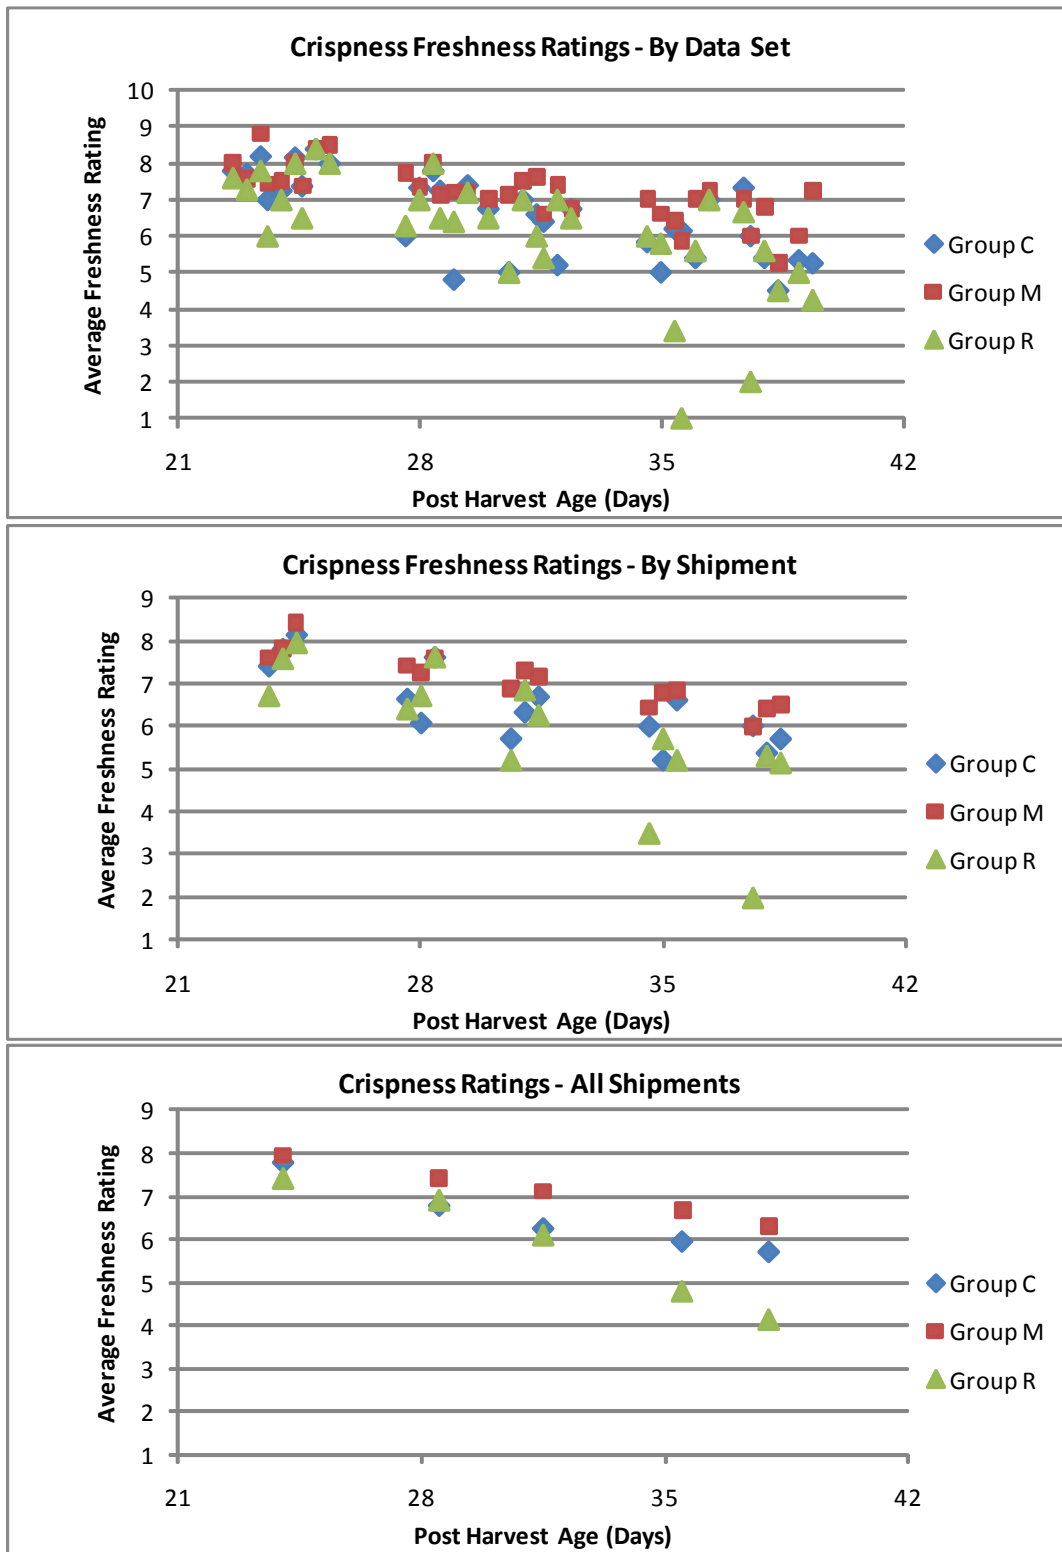 Crispness Freshness Ratings - By Data Set
10
9
8
7
6
5
4
3
2
1
Average Freshness Rating
21 28 35 42
Post Harvest Age (Days)
Group C
Group M
Group R
Crispness Freshness Ratings - By Shipment
9
8
7
6
5
4
3
2
1
Average Freshness Rating
21 28 35 42
Post Harvest Age (Days)
Group C
Group M
Group R
Crispness Ratings - All Shipments
9
8
7
6
5
4
3
2
1
Average Freshness Rating
21 28 35 42
Post Harvest Age (Days)
Group C
Group M
Group R